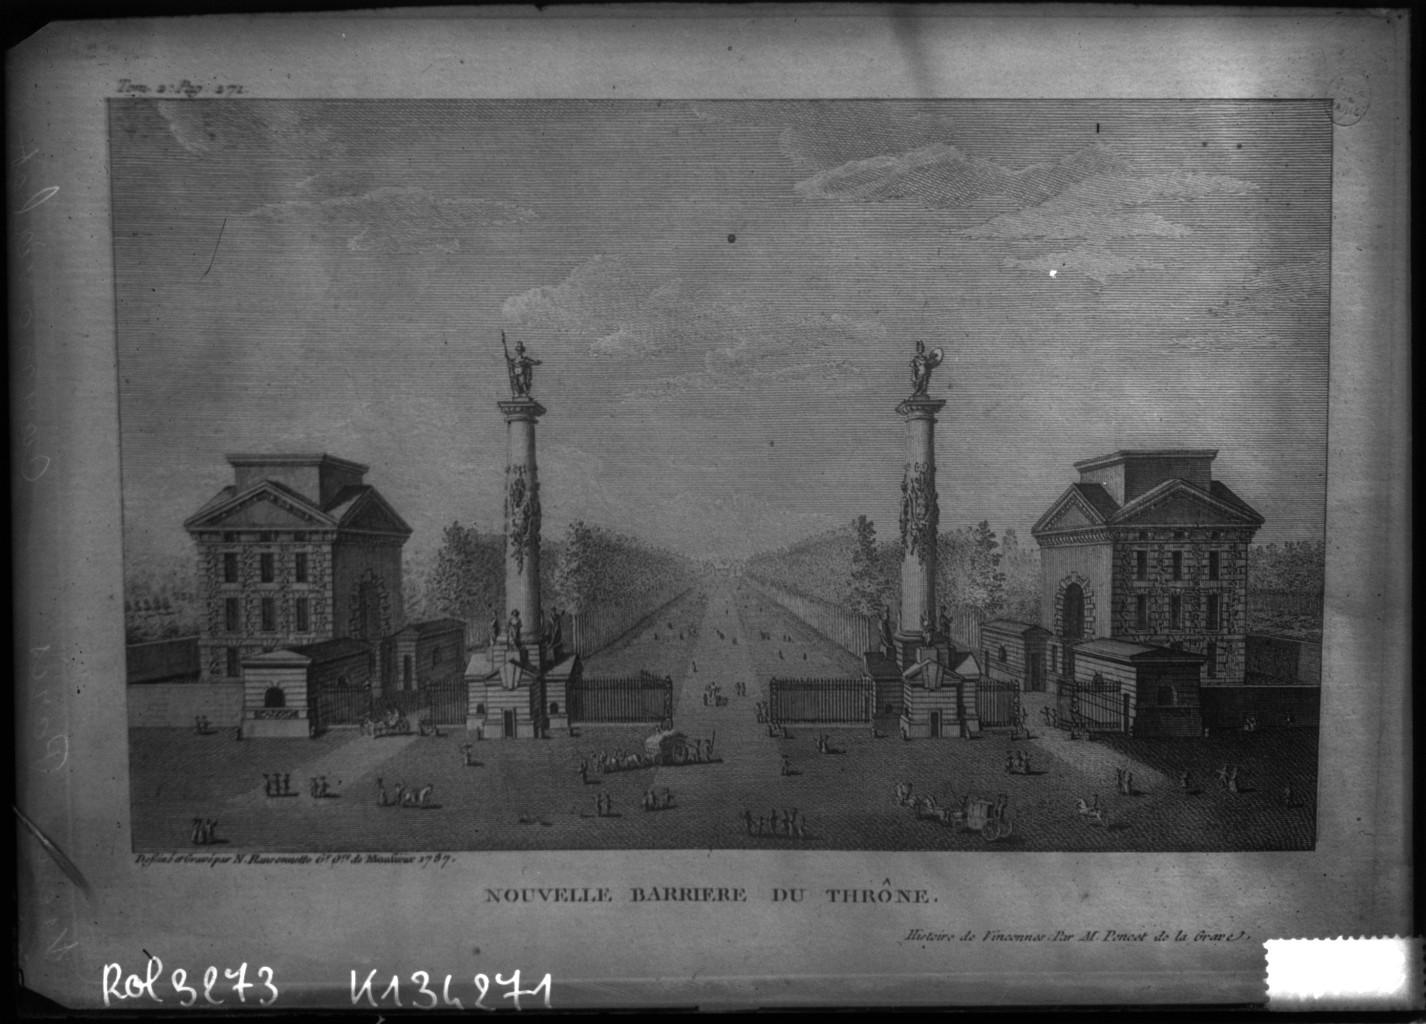 Tom. 2. Pag. 271.
Dessiné et Gravé par N. Ransonnette Gr. Ord. de Monsieur 1787.
NOUVELLE BARRIERE DU THRÔNE.
Histoire de Vincennes Par M. Poncet de la Grave.
Rol 3273 K134271